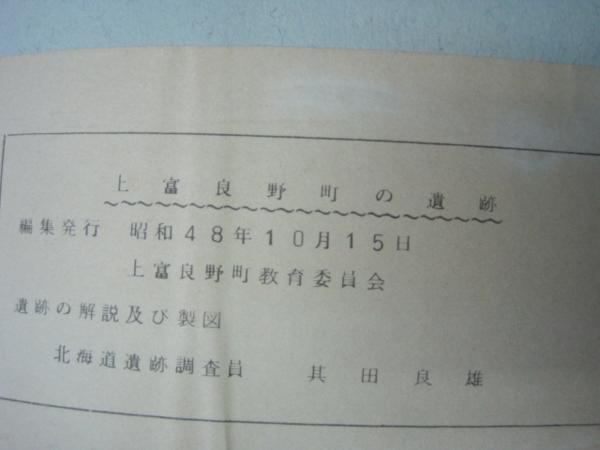 上富良野町の遺跡
編集発行 昭和48年10月15日
上富良野町教育委員会
遺跡の解説及び製図
北海道遺跡調査員 其田良雄